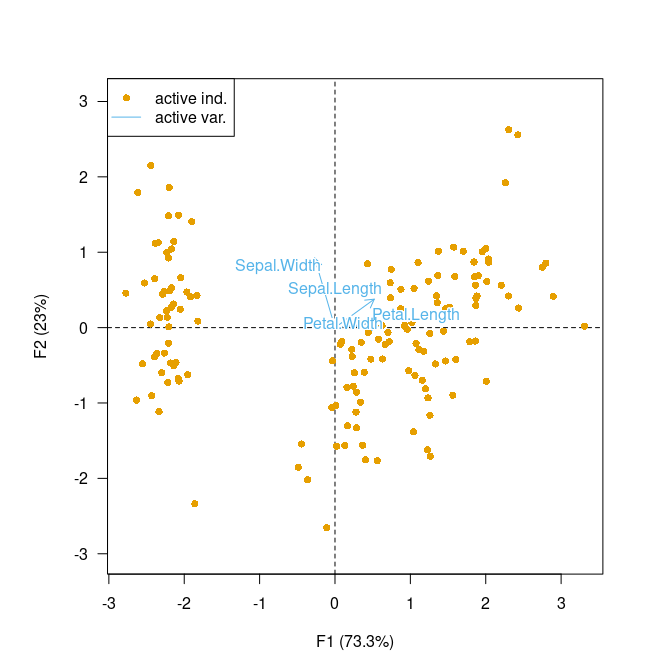 active ind.
active var.
3
2
1
0
-1
-2
-3
F2 (23%)
Sepal.Width
Sepal.Length
Petal.Length
Petal.Width
-3
-2
-1
0
1
2
3
F1 (73.3%)